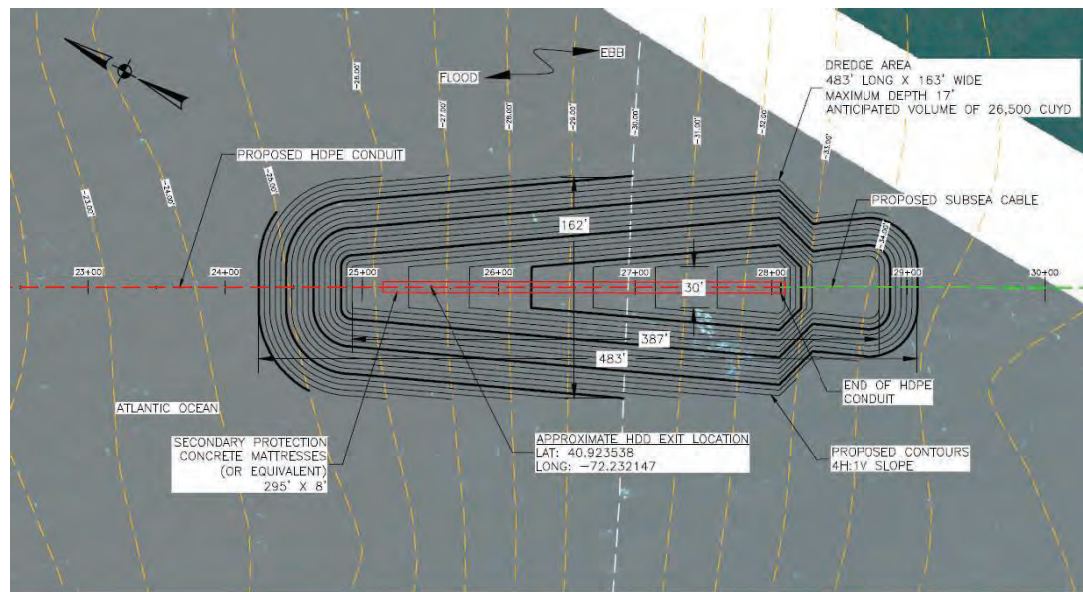 EBB
FLOOD
DREDGE AREA
483' LONG X 163' WIDE
MAXIMUM DEPTH 17'
ANTICIPATED VOLUME OF 26,500 CUYD
-26.00'
-27.00'
-28.00'
-29.00'
-30.00'
-31.00'
-32.00'
-33.00'
PROPOSED HDPE CONDUIT
-23.00'
-24.00'
-25.00'
PROPOSED SUBSEA CABLE
162'
-34.00'
23+00
24+00
25+00
26+00
27+00
28+00
29+00
30+00
30'
387'
483'
END OF HDPE
CONDUIT
ATLANTIC OCEAN
SECONDARY PROTECTION
CONCRETE MATTRESSES
(OR EQUIVALENT)
295' X 8'
APPROXIMATE HDD EXIT LOCATION
LAT: 40.923538
LONG: -72.232147
PROPOSED CONTOURS
4H:1V SLOPE